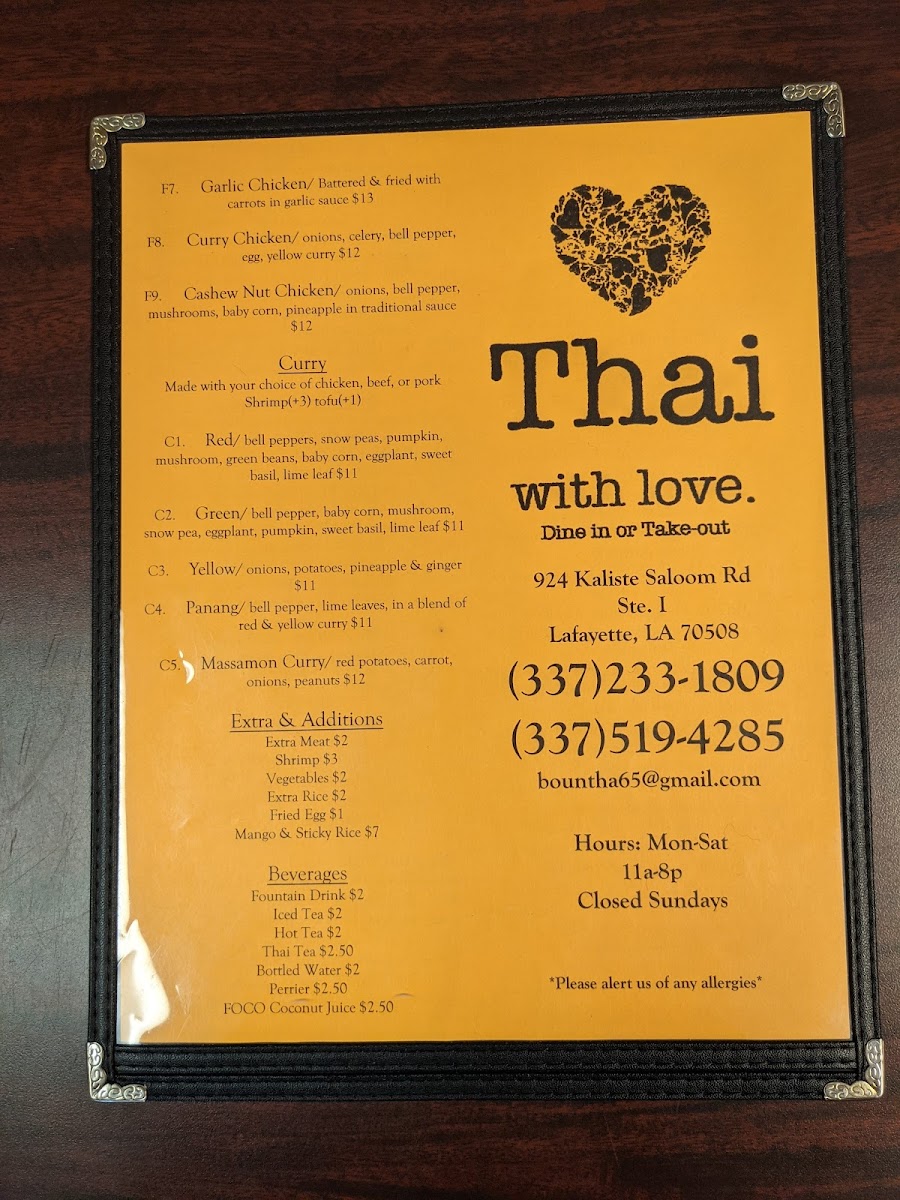 F7. Garlic Chicken/ Battered & fried with
carrots in garlic sauce $13
F8. Curry Chicken/ onions, celery, bell pepper,
egg, yellow curry $12
F9. Cashew Nut Chicken/ onions, bell pepper,
mushrooms, baby corn, pineapple in traditional sauce
$12
Curry
Made with your choice of chicken, beef, or pork
Shrimp(+3) tofu(+1)
C1. Red/ bell peppers, snow peas, pumpkin,
mushroom, green beans, baby corn, eggplant, sweet
basil, lime leaf $11
C2. Green/ bell pepper, baby corn, mushroom,
snow pea, eggplant, pumpkin, sweet basil, lime leaf $11
C3. Yellow/ onions, potatoes, pineapple & ginger
$11
C4. Panang/ bell pepper, lime leaves, in a blend of
red & yellow curry $11
C5. Massamon Curry/ red potatoes, carrot,
onions, peanuts $12
Extra & Additions
Extra Meat $2
Shrimp $3
Vegetables $2
Extra Rice $2
Fried Egg $1
Mango & Sticky Rice $7
Beverages
Fountain Drink $2
Iced Tea $2
Hot Tea $2
Thai Tea $2.50
Bottled Water $2
Perrier $2.50
FOCO Coconut Juice $2.50
Thai
with love.
Dine in or Take-out
924 Kaliste Saloom Rd
Ste. I
Lafayette, LA 70508
(337)233-1809
(337)519-4285
bountha65@gmail.com
Hours: Mon-Sat
11a-8p
Closed Sundays
*Please alert us of any allergies*